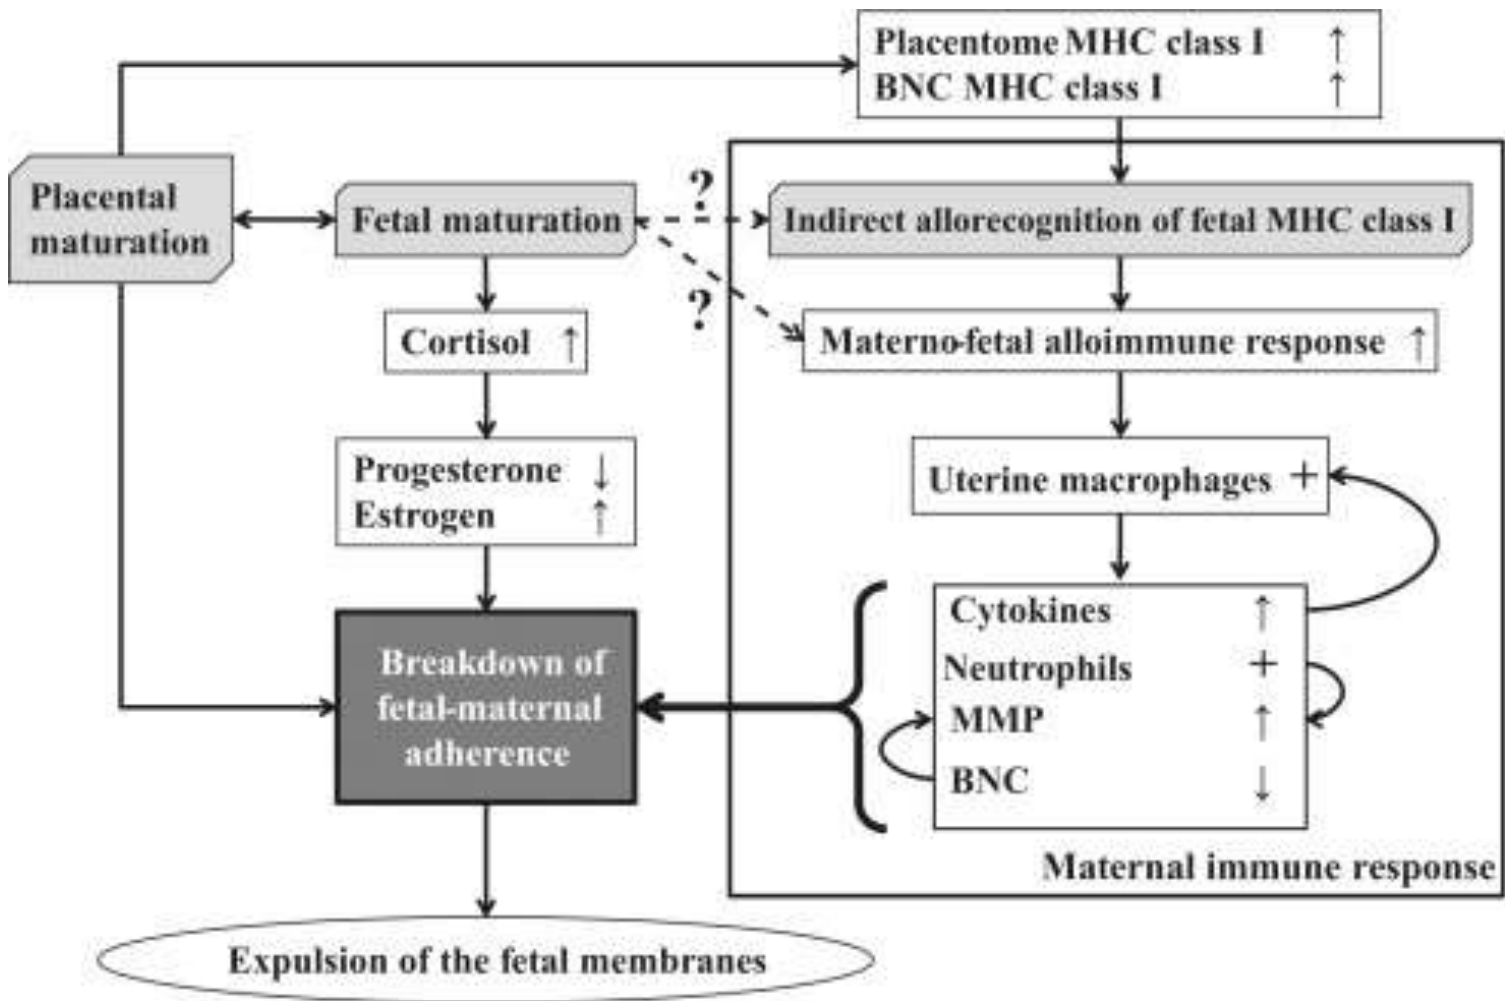 Placentome MHC class I ↑
BNC MHC class I ↑
Placental
maturation
Fetal maturation
?
Indirect allorecognition of fetal MHC class I
?
Cortisol ↑
Materno-fetal alloimmune response ↑
Progesterone ↓
Estrogen ↑
Uterine macrophages +
Breakdown of
fetal-maternal
adherence
Cytokines ↑
Neutrophils +
MMP ↑
BNC ↓
Maternal immune response
Expulsion of the fetal membranes